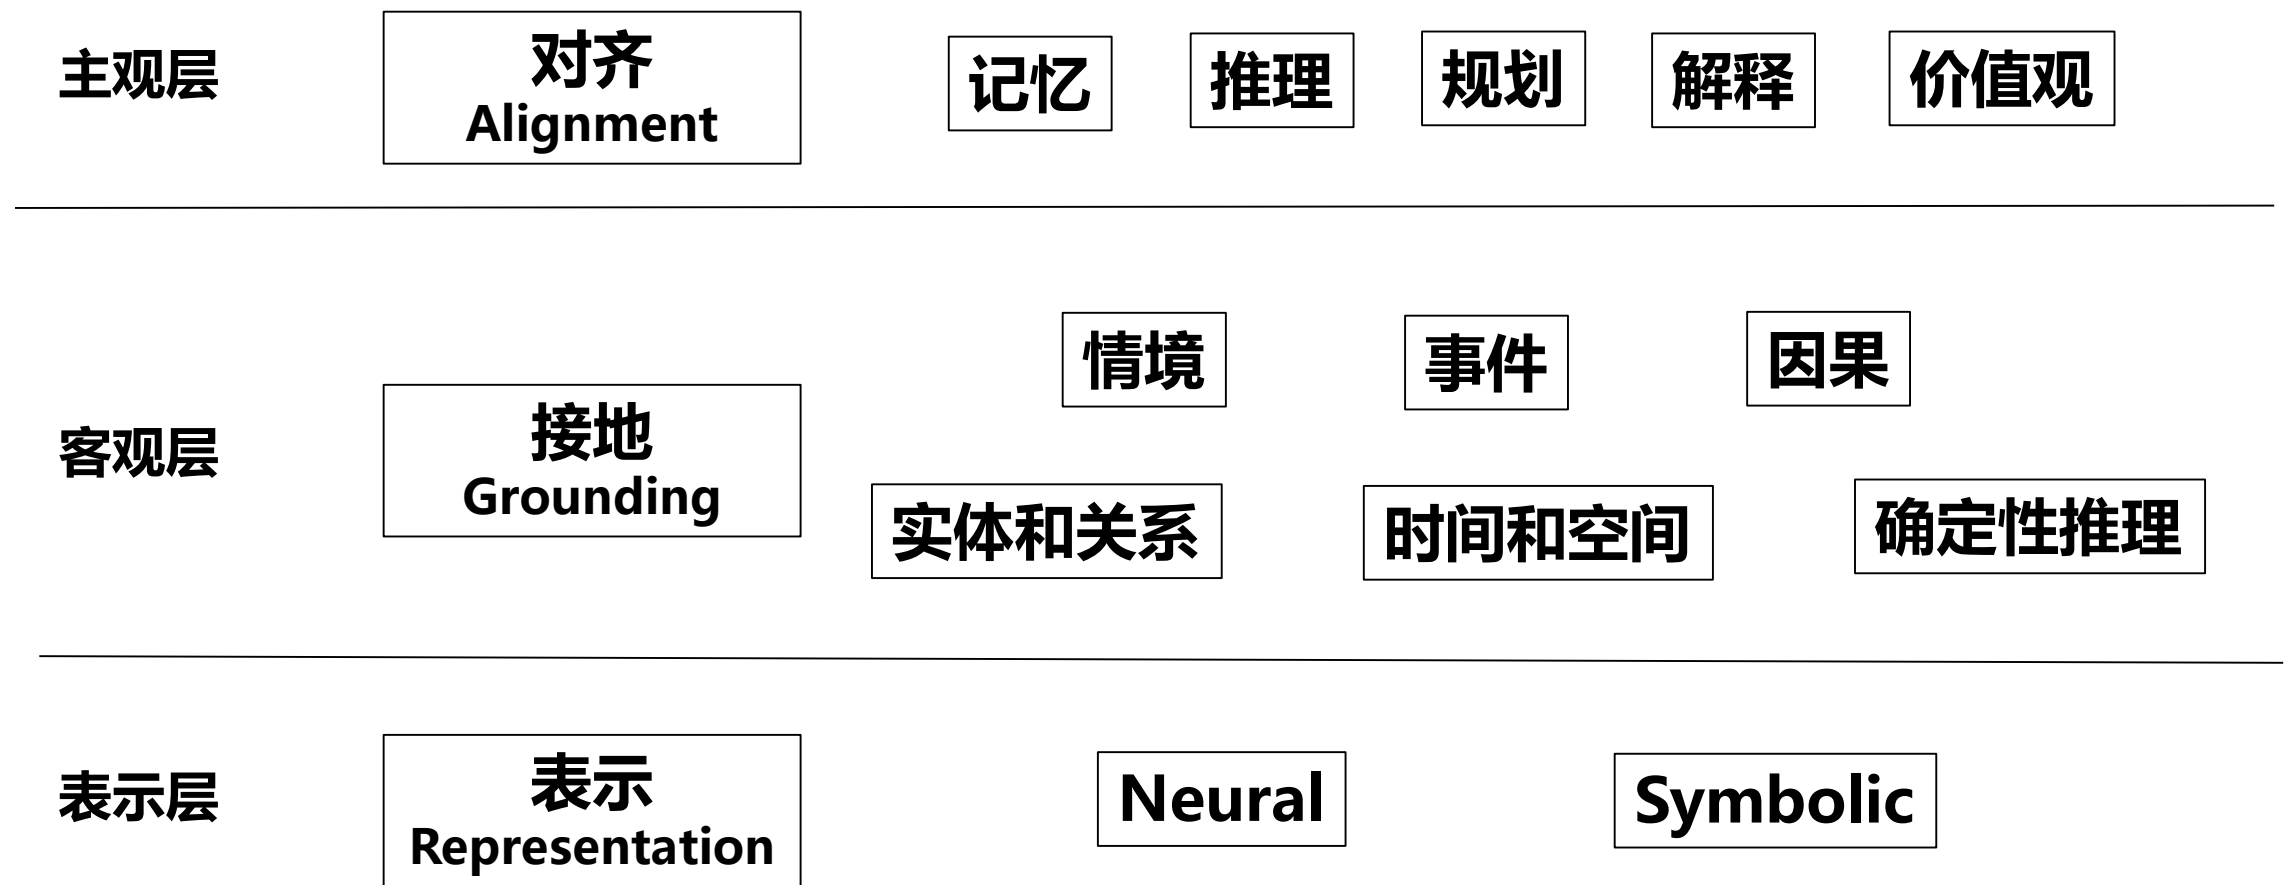 主观层
对齐
Alignment
记忆
推理
规划
解释
价值观
客观层
接地
Grounding
情境
事件
因果
实体和关系
时间和空间
确定性推理
表示层
表示
Representation
Neural
Symbolic